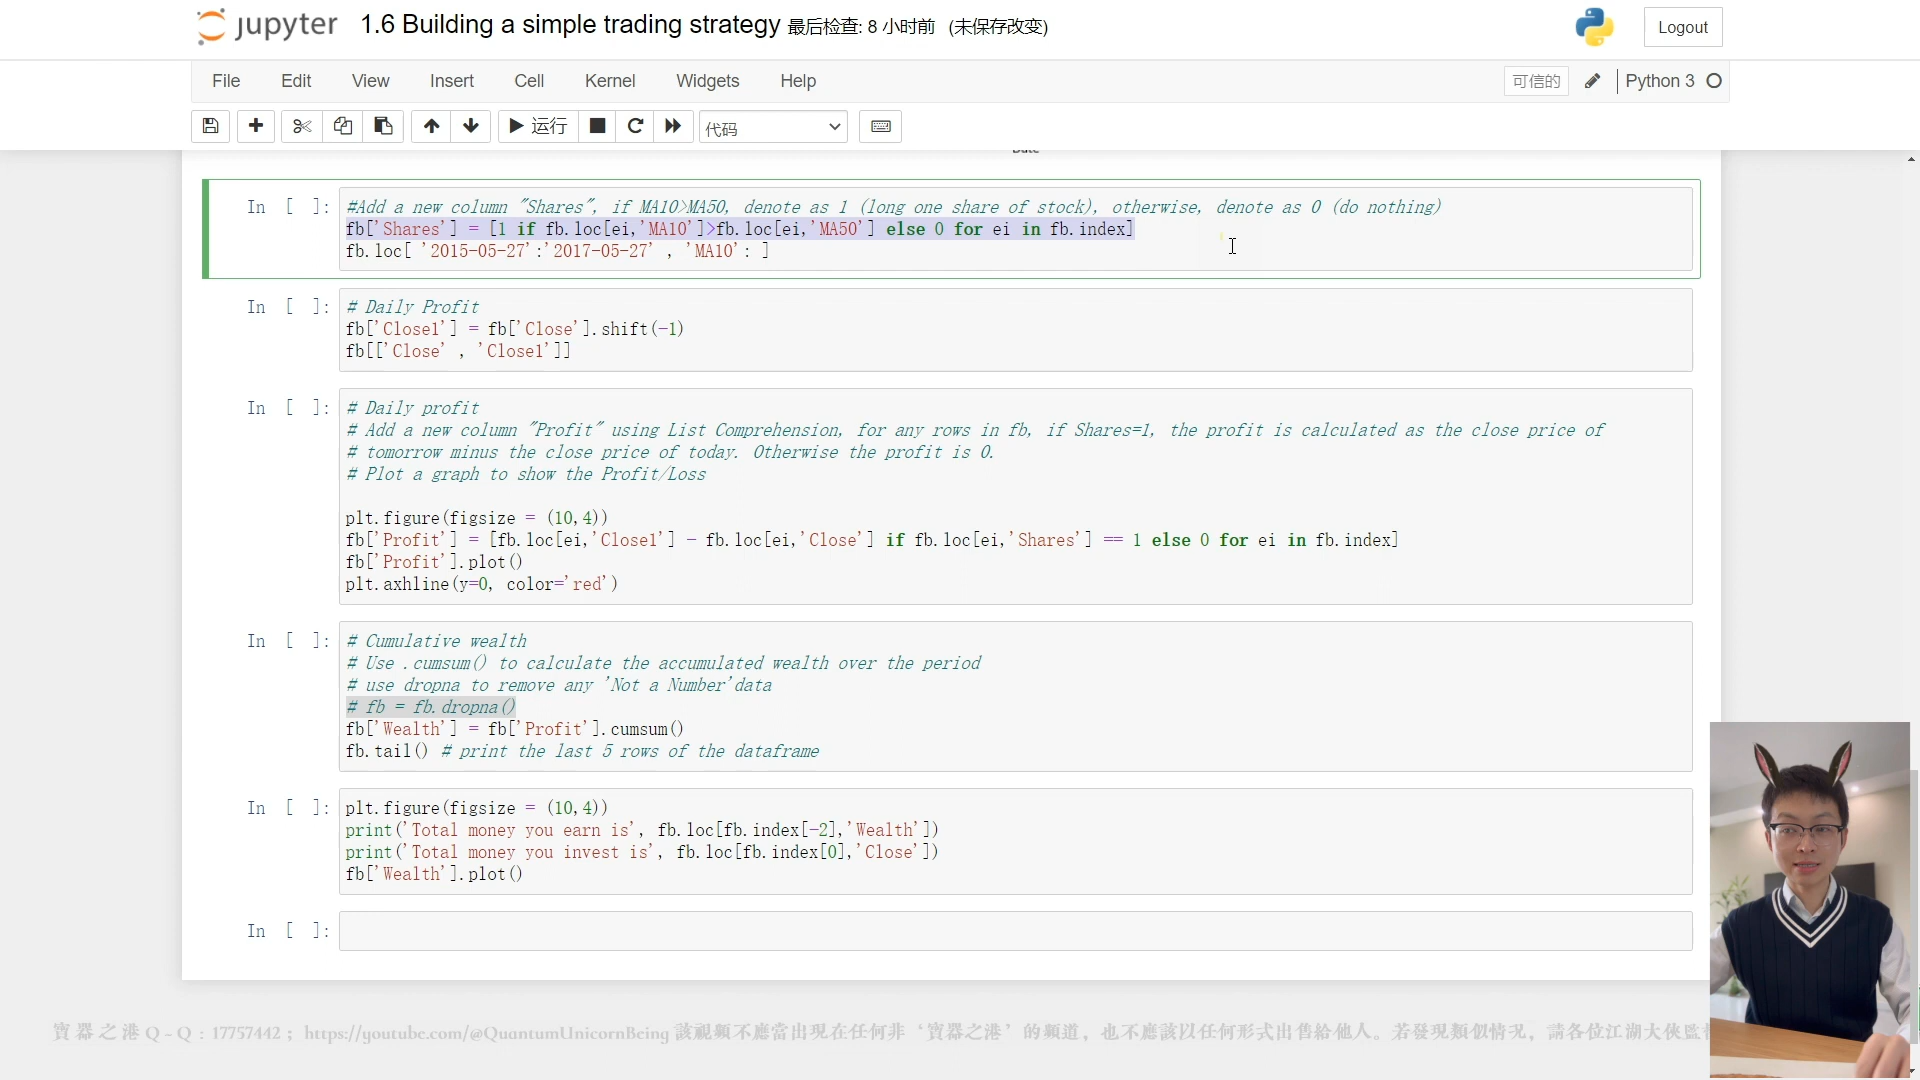 jupyter 1.6 Building a simple trading strategy 最后检查: 8 小时前 (未保存改变) Logout
File Edit View Insert Cell Kernel Widgets Help 可信的 Python 3
运行 代码
In [ ]: #Add a new column "Shares", if MA10>MA50, denote as 1 (long one share of stock), otherwise, denote as 0 (do nothing)
fb['Shares'] = [1 if fb.loc[ei,'MA10']>fb.loc[ei,'MA50'] else 0 for ei in fb.index]
fb.loc[ '2015-05-27':'2017-05-27' , 'MA10': ]
In [ ]: # Daily Profit
fb['Close1'] = fb['Close'].shift(-1)
fb[['Close' , 'Close1']]
In [ ]: # Daily profit
# Add a new column "Profit" using List Comprehension, for any rows in fb, if Shares=1, the profit is calculated as the close price of
# tomorrow minus the close price of today. Otherwise the profit is 0.
# Plot a graph to show the Profit/Loss
plt.figure(figsize = (10,4))
fb['Profit'] = [fb.loc[ei,'Close1'] - fb.loc[ei,'Close'] if fb.loc[ei,'Shares'] == 1 else 0 for ei in fb.index]
fb['Profit'].plot()
plt.axhline(y=0, color='red')
In [ ]: # Cumulative wealth
# Use .cumsum() to calculate the accumulated wealth over the period
# use dropna to remove any 'Not a Number'data
# fb = fb.dropna()
fb['Wealth'] = fb['Profit'].cumsum()
fb.tail() # print the last 5 rows of the dataframe
In [ ]: plt.figure(figsize = (10,4))
print('Total money you earn is', fb.loc[fb.index[-2],'Wealth'])
print('Total money you invest is', fb.loc[fb.index[0],'Close'])
fb['Wealth'].plot()
In [ ]:
寶器之港 Q-Q : 17757442 ; https://youtube.com/@QuantumUnicornBeing 該視頻不應當出現在任何非‘寶器之港’的頻道，也不應該以任何形式出售給他人。若發現類似情況，請各位江湖大俠監